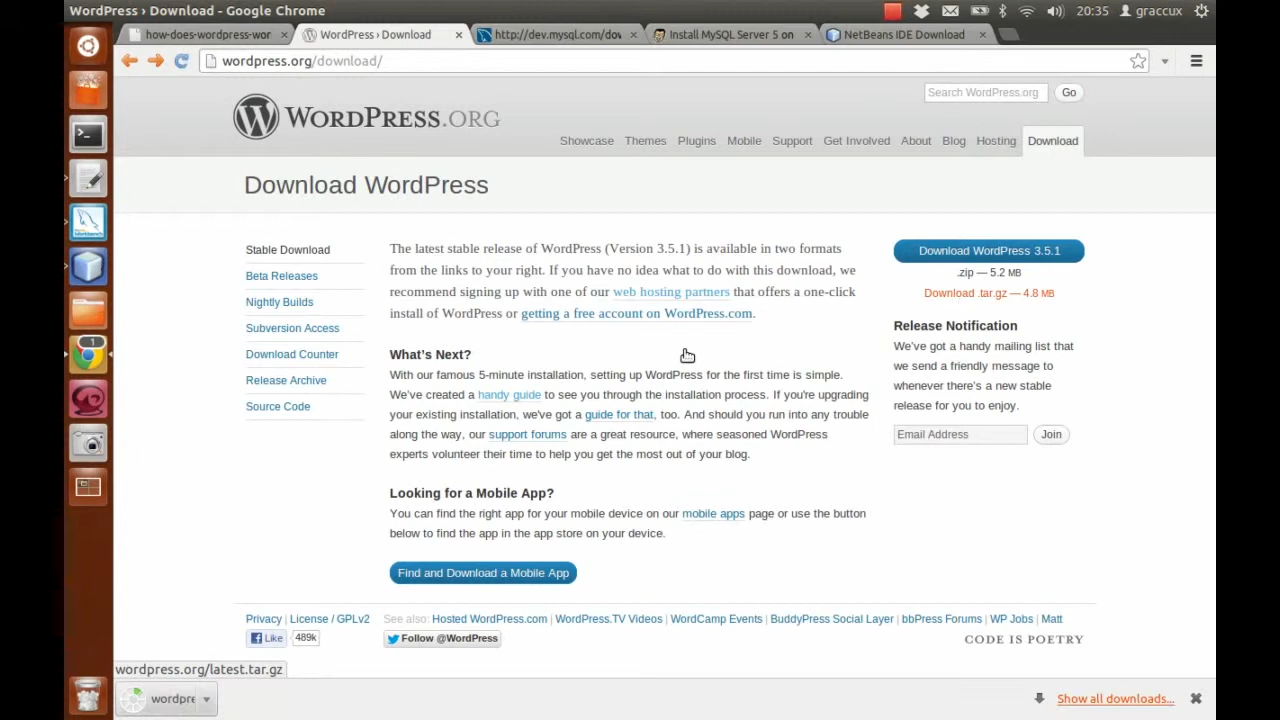 WordPress › Download - Google Chrome
20:35
graccux
how-does-wordpress-wor
WordPress › Download
http://dev.mysql.com/dov
Install MySQL Server 5 on
NetBeans IDE Download
wordpress.org/download/
WORDPRESS.ORG
Search WordPress.org
Go
Showcase
Themes
Plugins
Mobile
Support
Get Involved
About
Blog
Hosting
Download
Download WordPress
Stable Download
Beta Releases
Nightly Builds
Subversion Access
Download Counter
Release Archive
Source Code
The latest stable release of WordPress (Version 3.5.1) is available in two formats
from the links to your right. If you have no idea what to do with this download, we
recommend signing up with one of our web hosting partners that offers a one-click
install of WordPress or getting a free account on WordPress.com.
What's Next?
With our famous 5-minute installation, setting up WordPress for the first time is simple.
We've created a handy guide to see you through the installation process. If you're upgrading
your existing installation, we've got a guide for that, too. And should you run into any trouble
along the way, our support forums are a great resource, where seasoned WordPress
experts volunteer their time to help you get the most out of your blog.
Looking for a Mobile App?
You can find the right app for your mobile device on our mobile apps page or use the button
below to find the app in the app store on your device.
Find and Download a Mobile App
Download WordPress 3.5.1
.zip — 5.2 MB
Download .tar.gz — 4.8 MB
Release Notification
We've got a handy mailing list that
we send a friendly message to
whenever there's a new stable
release for you to enjoy.
Email Address
Join
Privacy | License / GPLv2
See also: Hosted WordPress.com | WordPress.TV Videos | WordCamp Events | BuddyPress Social Layer | bbPress Forums | WP Jobs | Matt
Like
489k
Follow @WordPress
CODE IS POETRY
wordpress.org/latest.tar.gz
wordpre
Show all downloads...
1